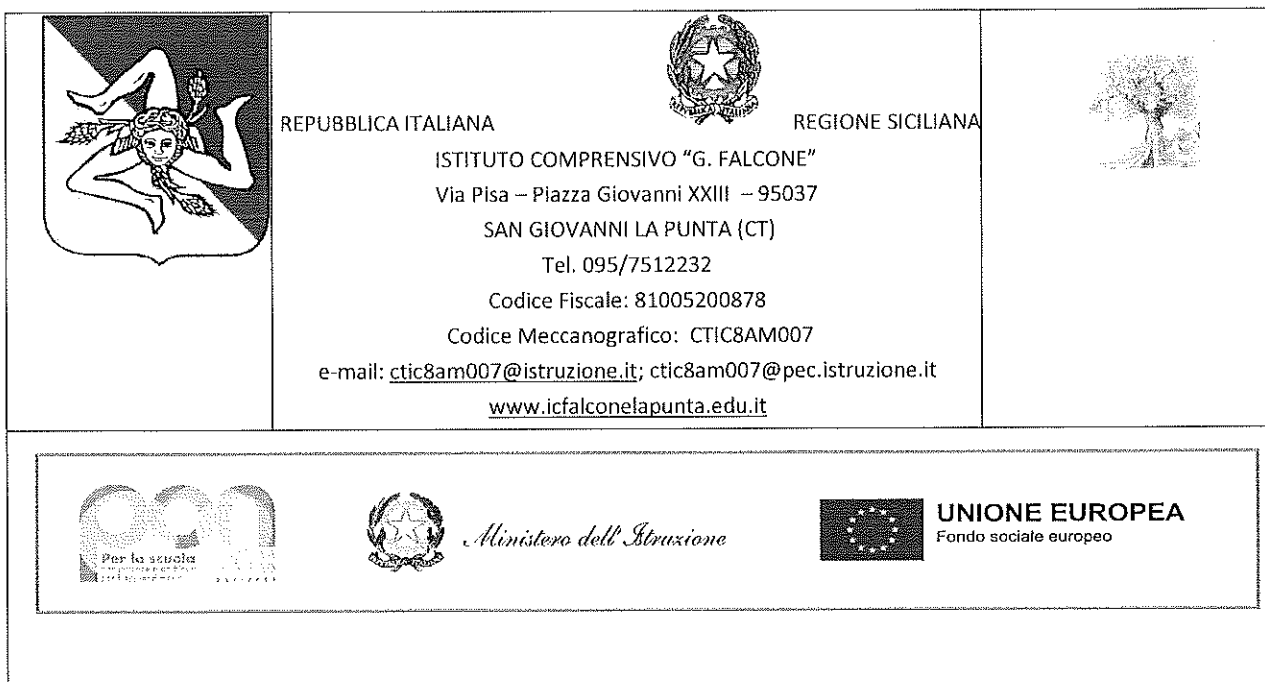 REPUBBLICA ITALIANA REGIONE SICILIANA
ISTITUTO COMPRENSIVO “G. FALCONE”
Via Pisa – Piazza Giovanni XXIII – 95037
SAN GIOVANNI LA PUNTA (CT)
Tel. 095/7512232
Codice Fiscale: 81005200878
Codice Meccanografico: CTIC8AM007
e-mail: ctic8am007@istruzione.it; ctic8am007@pec.istruzione.it
www.icfalconelapunta.edu.it
pon
Per la scuola
Ministero dell'Istruzione
UNIONE EUROPEA
Fondo sociale europeo